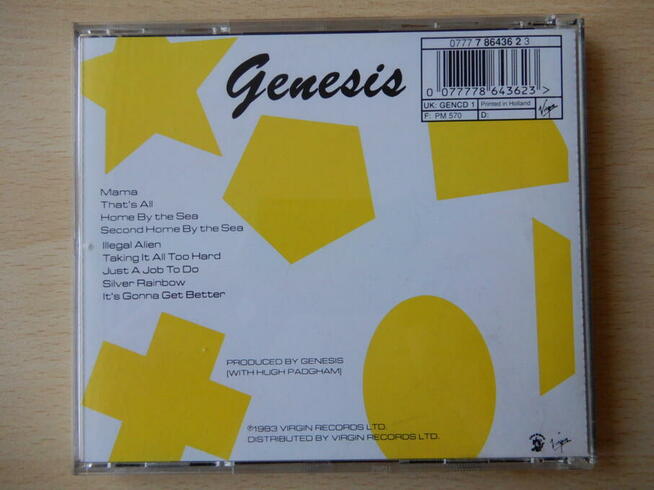 Genesis
0777 7 86436 2 3
0 077778 643623 >
UK: GENCD 1
Printed in Holland
Virgin
F: PM 570
D:
Mama
That's All
Home By the Sea
Second Home By the Sea
Illegal Alien
Taking It All Too Hard
Just A Job To Do
Silver Rainbow
It's Gonna Get Better
PRODUCED BY GENESIS
(WITH HUGH PADGHAM)
℗1983 VIRGIN RECORDS LTD.
DISTRIBUTED BY VIRGIN RECORDS LTD.
Virgin